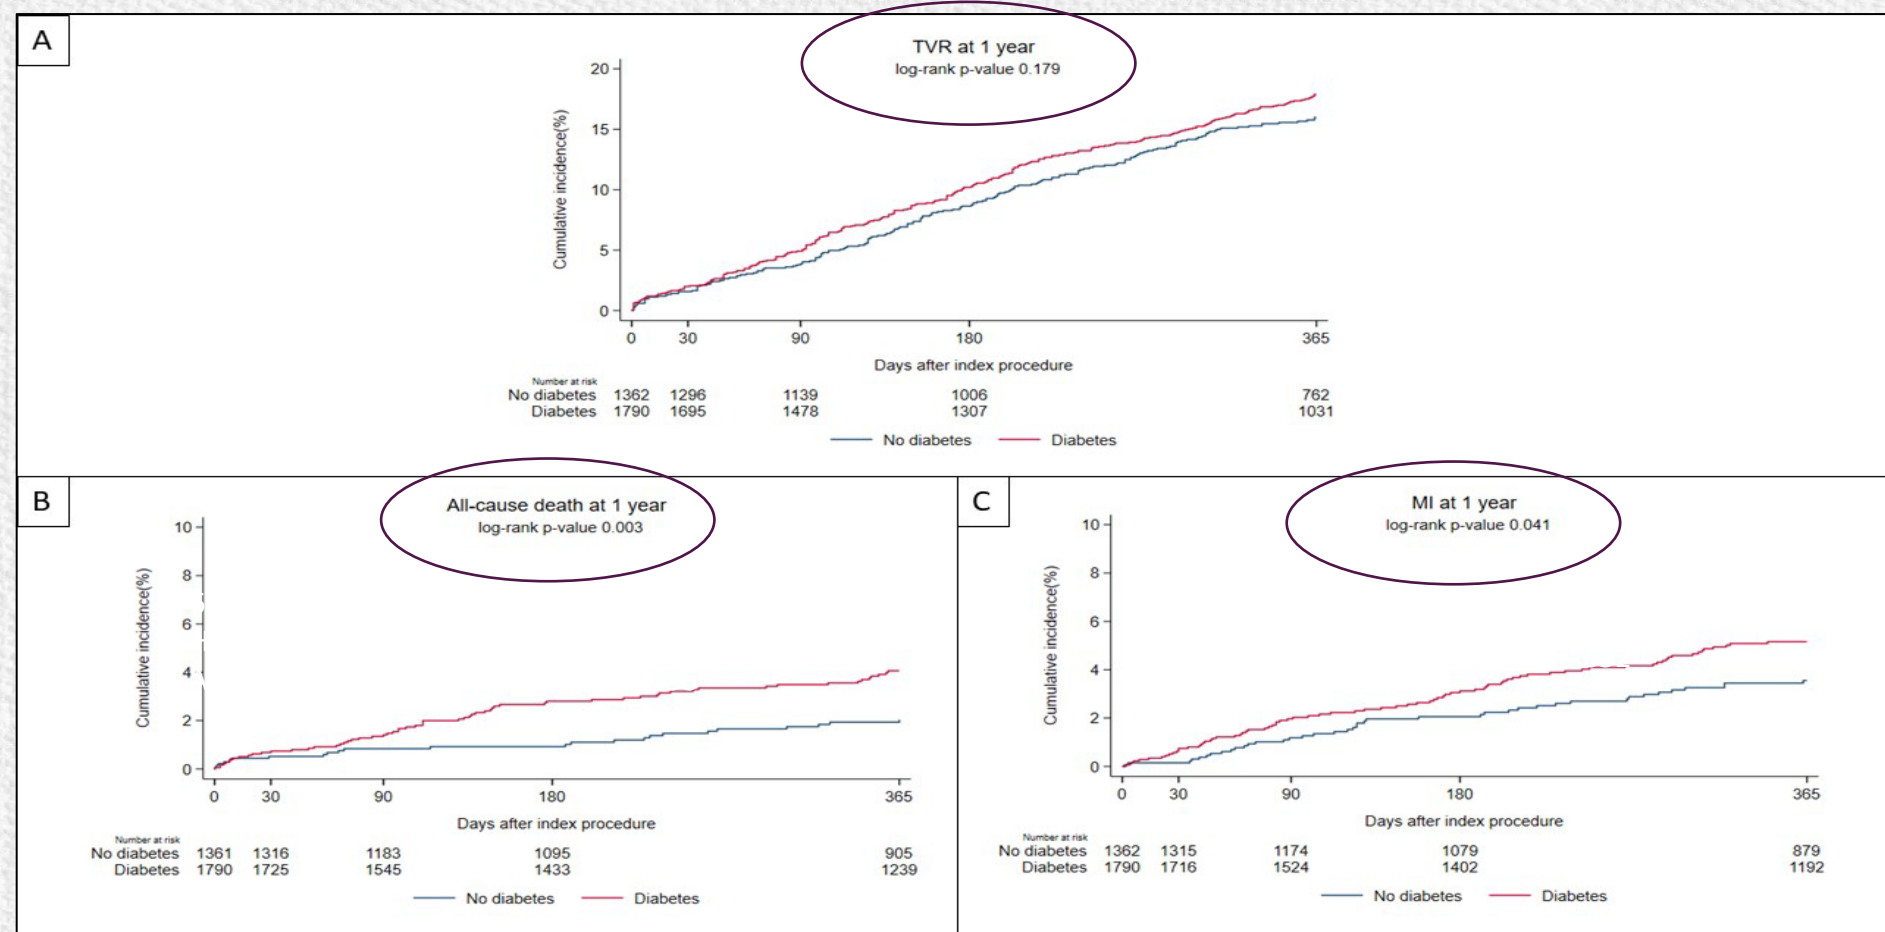 A
TVR at 1 year
log-rank p-value 0.179
Cumulative incidence(%)
20
15
10
5
0
0 30 90 180 365
Days after index procedure
Number at risk
No diabetes 1362 1296 1139 1006 762
Diabetes 1790 1695 1478 1307 1031
No diabetes Diabetes
B
All-cause death at 1 year
log-rank p-value 0.003
Cumulative incidence(%)
10
8
6
4
2
0
0 30 90 180 365
Days after index procedure
Number at risk
No diabetes 1361 1316 1183 1095 905
Diabetes 1790 1725 1545 1433 1239
No diabetes Diabetes
C
MI at 1 year
log-rank p-value 0.041
Cumulative incidence(%)
10
8
6
4
2
0
0 30 90 180 365
Days after index procedure
Number at risk
No diabetes 1362 1315 1174 1079 879
Diabetes 1790 1716 1524 1402 1192
No diabetes Diabetes